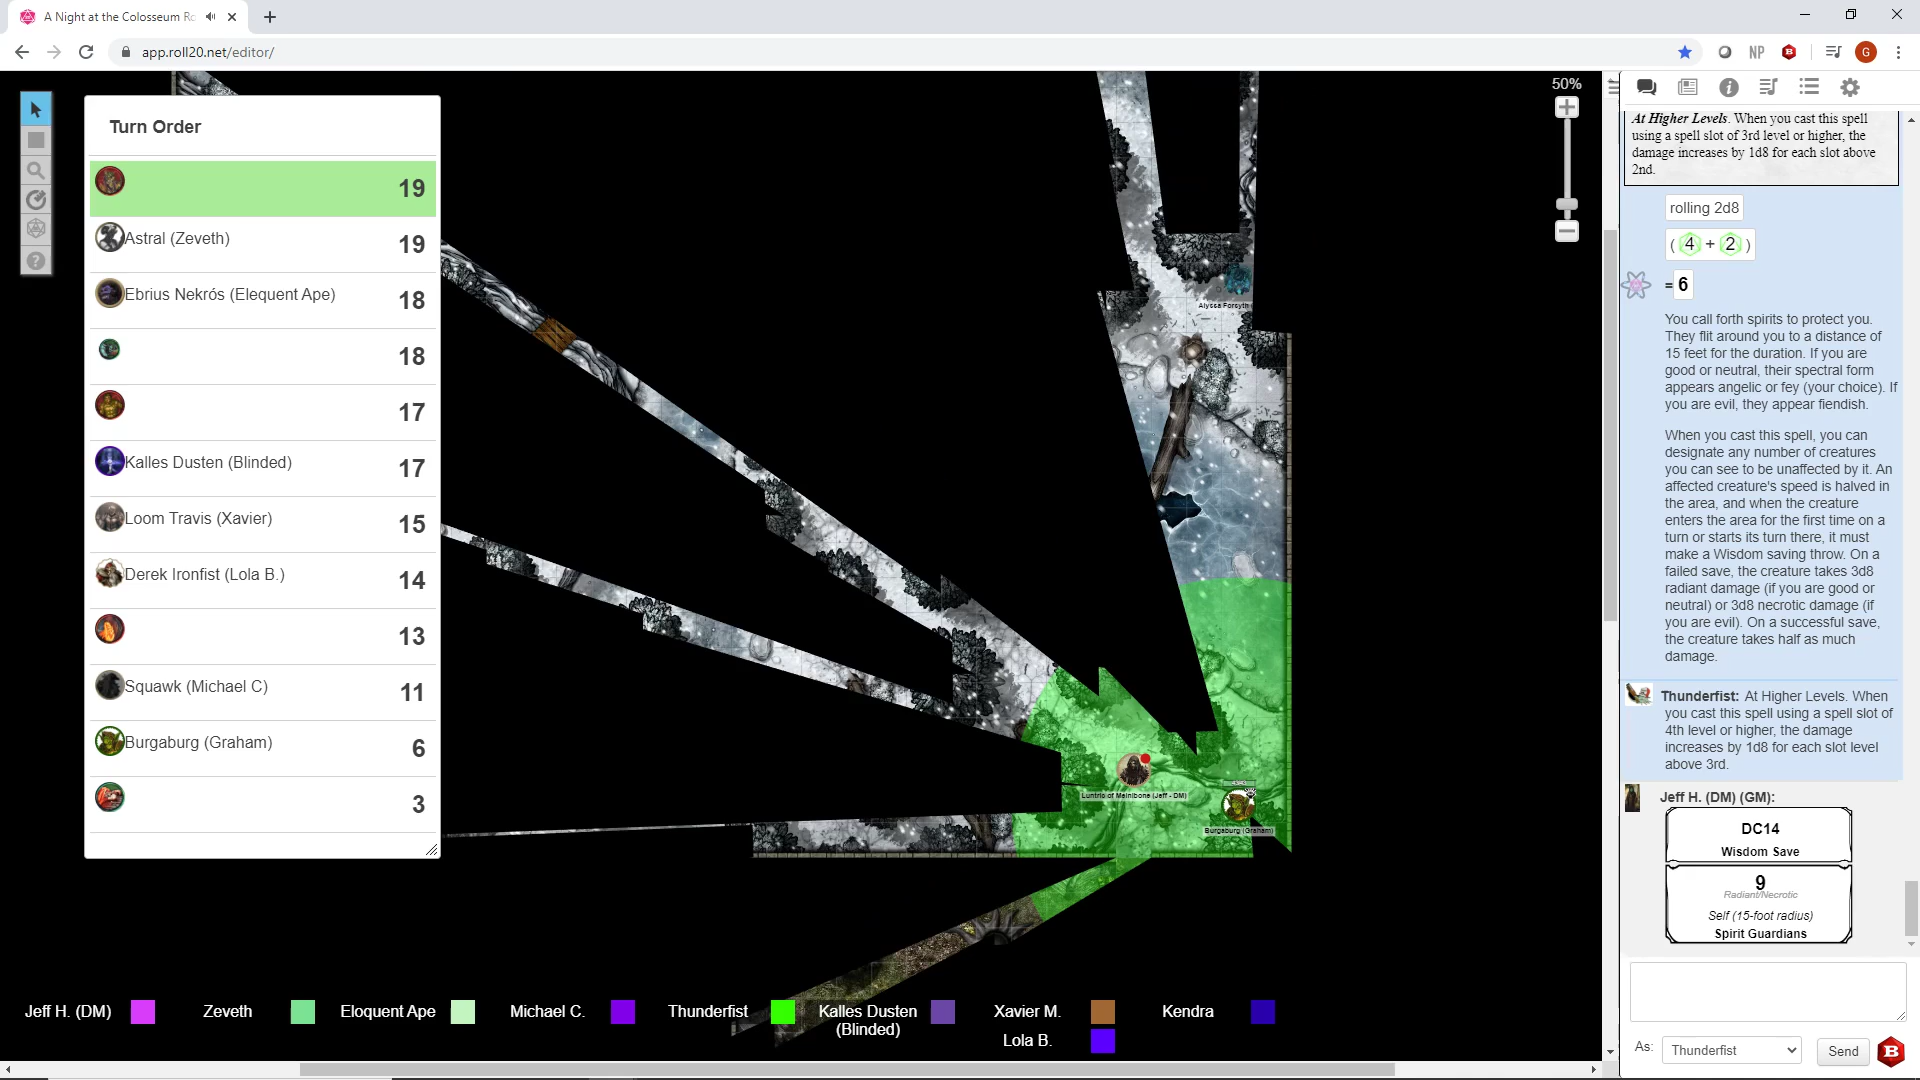 A Night at the Colosseum Ro
app.roll20.net/editor/
NP
G
50%
Turn Order
19
Astral (Zeveth)
19
Ebrius Nekrós (Elequent Ape)
18
18
17
Kalles Dusten (Blinded)
17
Loom Travis (Xavier)
15
Derek Ironfist (Lola B.)
14
13
Squawk (Michael C)
11
Burgaburg (Graham)
6
3
Alyssa Forsyth
Luntric of Melnibone (Jeff - DM)
Burgaburg (Graham)
Jeff H. (DM)
Zeveth
Eloquent Ape
Michael C.
Thunderfist
Kalles Dusten
(Blinded)
Xavier M.
Kendra
Lola B.
At Higher Levels. When you cast this spell
using a spell slot of 3rd level or higher, the
damage increases by 1d8 for each slot above
2nd.
rolling 2d8
( 4 + 2 )
=6
You call forth spirits to protect you.
They flit around you to a distance of
15 feet for the duration. If you are
good or neutral, their spectral form
appears angelic or fey (your choice). If
you are evil, they appear fiendish.
When you cast this spell, you can
designate any number of creatures
you can see to be unaffected by it. An
affected creature's speed is halved in
the area, and when the creature
enters the area for the first time on a
turn or starts its turn there, it must
make a Wisdom saving throw. On a
failed save, the creature takes 3d8
radiant damage (if you are good or
neutral) or 3d8 necrotic damage (if
you are evil). On a successful save,
the creature takes half as much
damage.
Thunderfist: At Higher Levels. When
you cast this spell using a spell slot of
4th level or higher, the damage
increases by 1d8 for each slot level
above 3rd.
Jeff H. (DM) (GM):
DC14
Wisdom Save
9
Radiant/Necrotic
Self (15-foot radius)
Spirit Guardians
As:
Thunderfist
Send
B